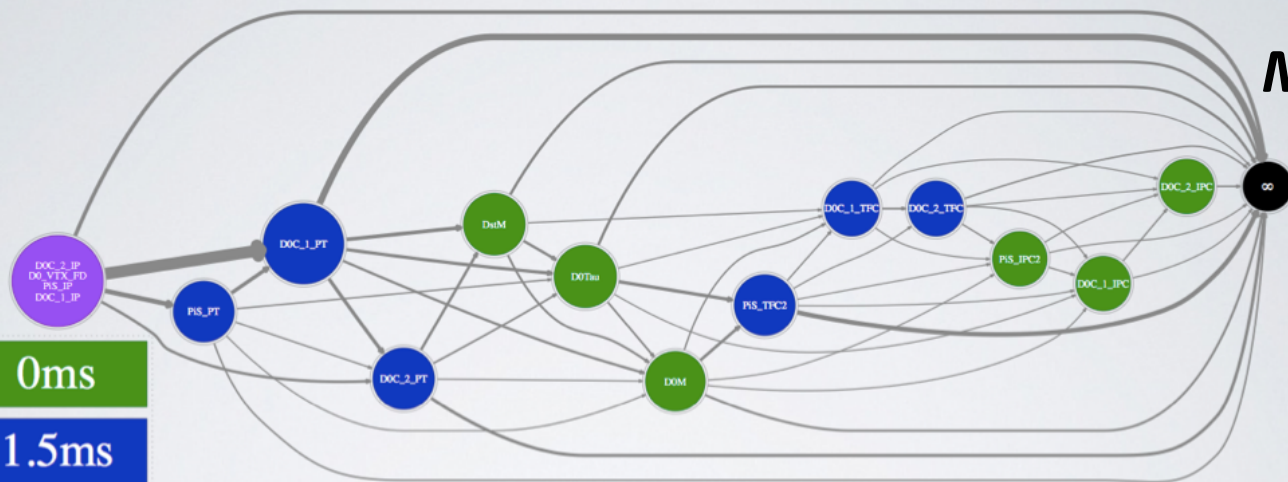 D0C_2_IP
D0_VTX_FD
PiS_IP
D0C_1_IP
PiS_PT
D0C_1_PT
D0C_2_PT
DstM
D0Tau
D0M
PiS_TFC2
D0C_1_TFC
D0C_2_TFC
PiS_IPC2
D0C_1_IPC
D0C_2_IPC
∞
0ms
1.5ms